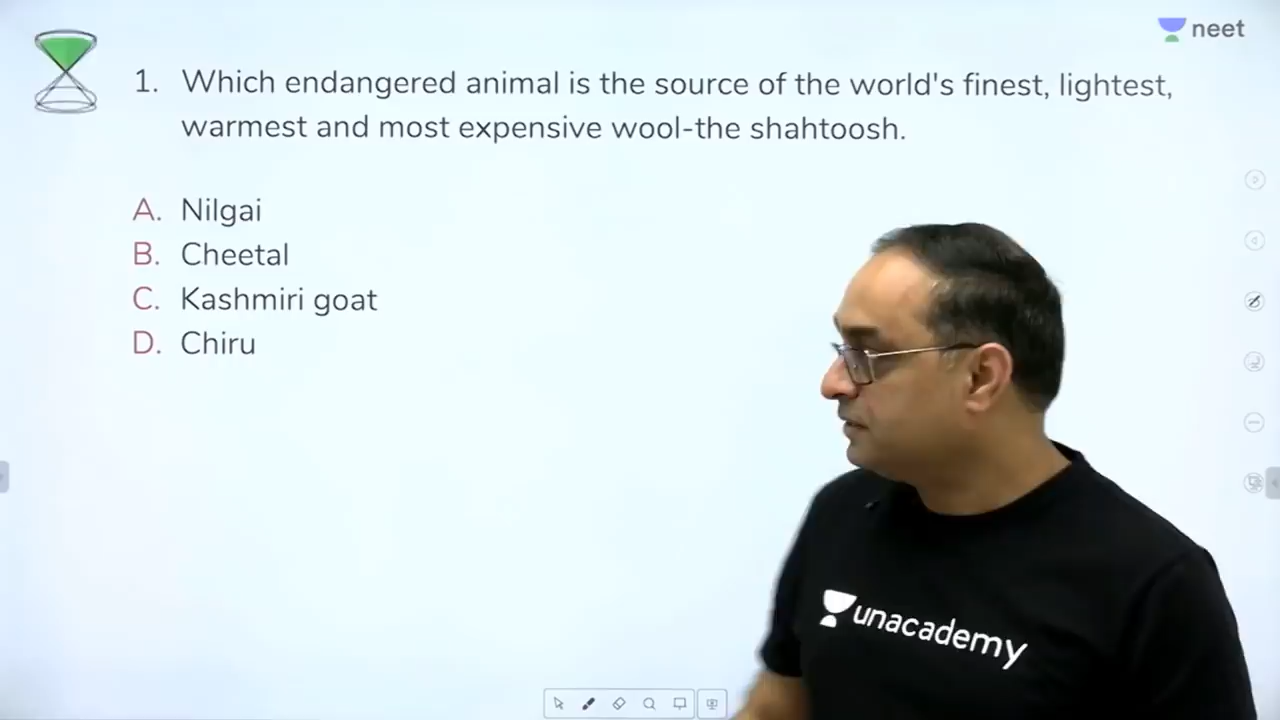 neet
1. Which endangered animal is the source of the world's finest, lightest,
warmest and most expensive wool-the shahtoosh.
A. Nilgai
B. Cheetal
C. Kashmiri goat
D. Chiru
unacademy